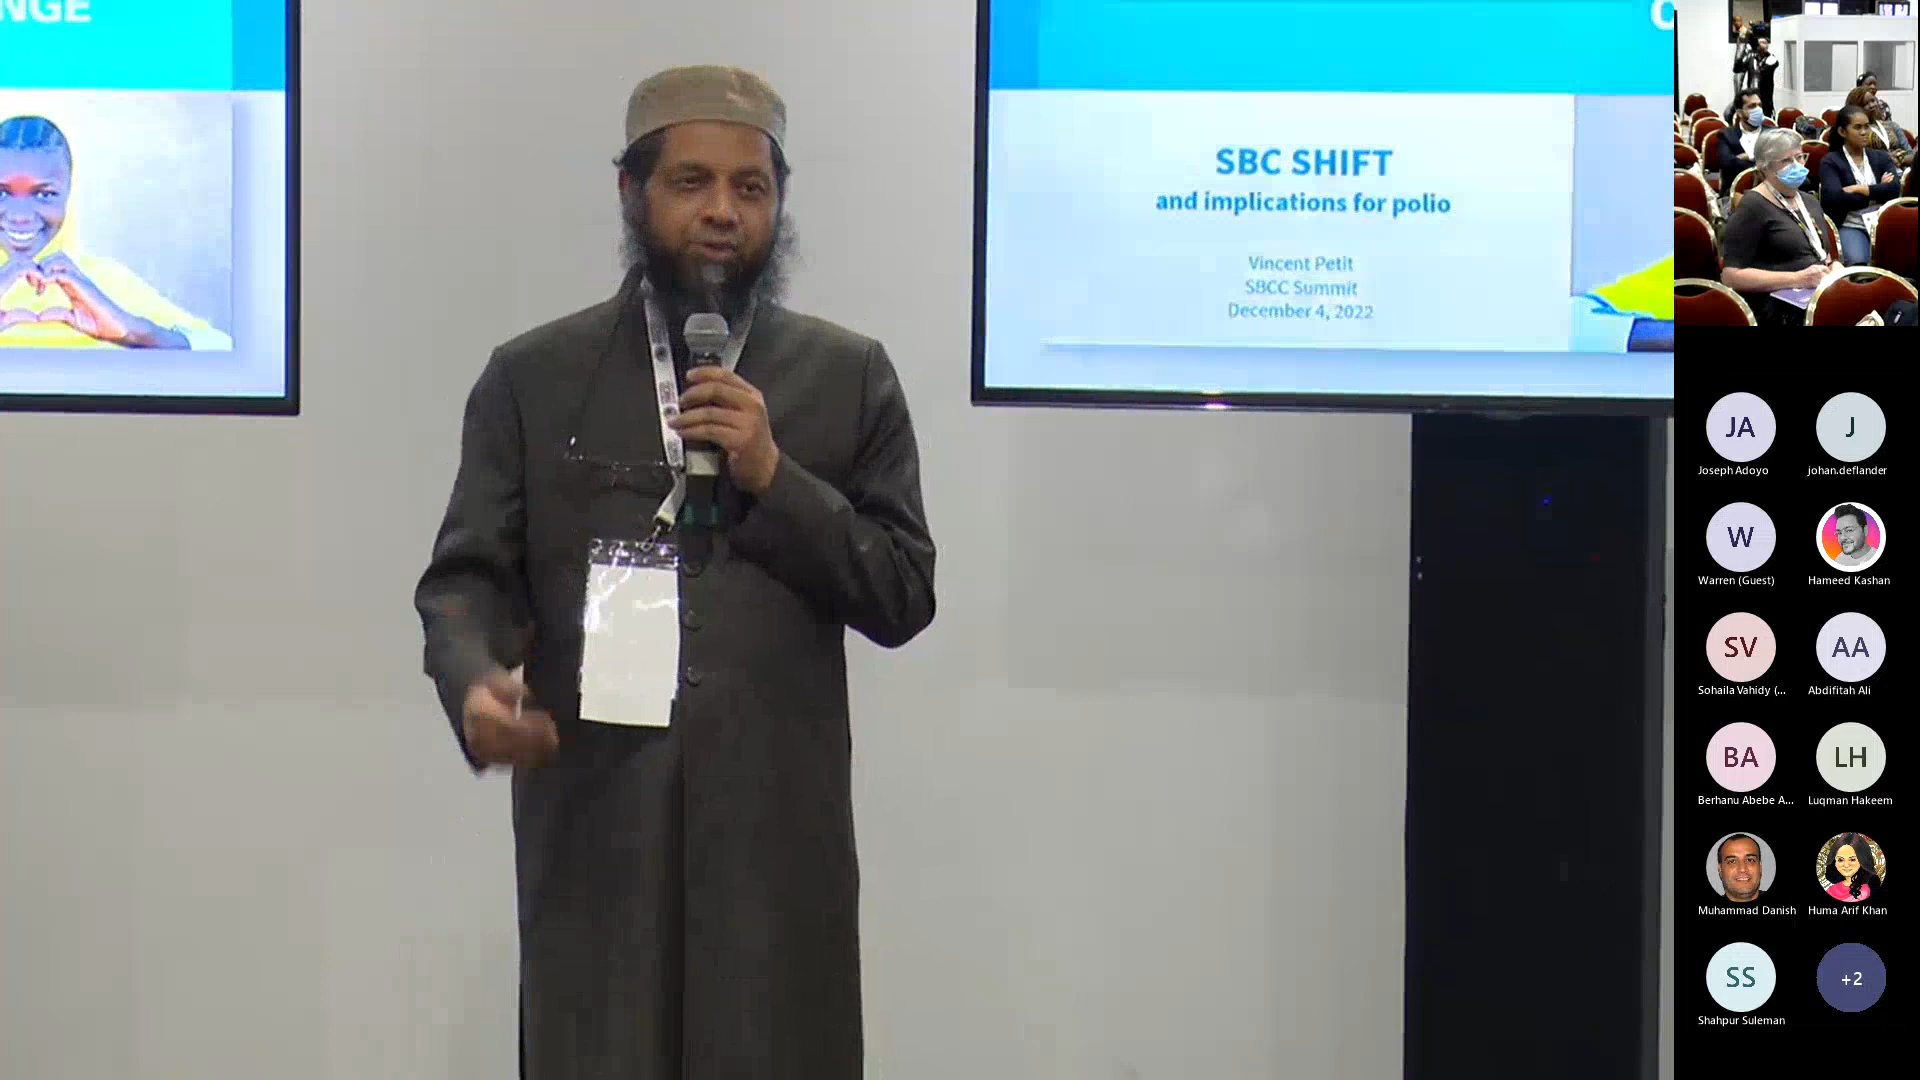 NGE
SBC SHIFT
and implications for polio
Vincent Petit
SBCC Summit
December 4, 2022
JA
Joseph Adoyo
J
johan.deflander
W
Warren (Guest)
Hameed Kashan
SV
Sohaila Vahidy (...
AA
Abdifitah Ali
BA
Berhanu Abebe A...
LH
Luqman Hakeem
Muhammad Danish
Huma Arif Khan
SS
Shahpur Suleman
+2